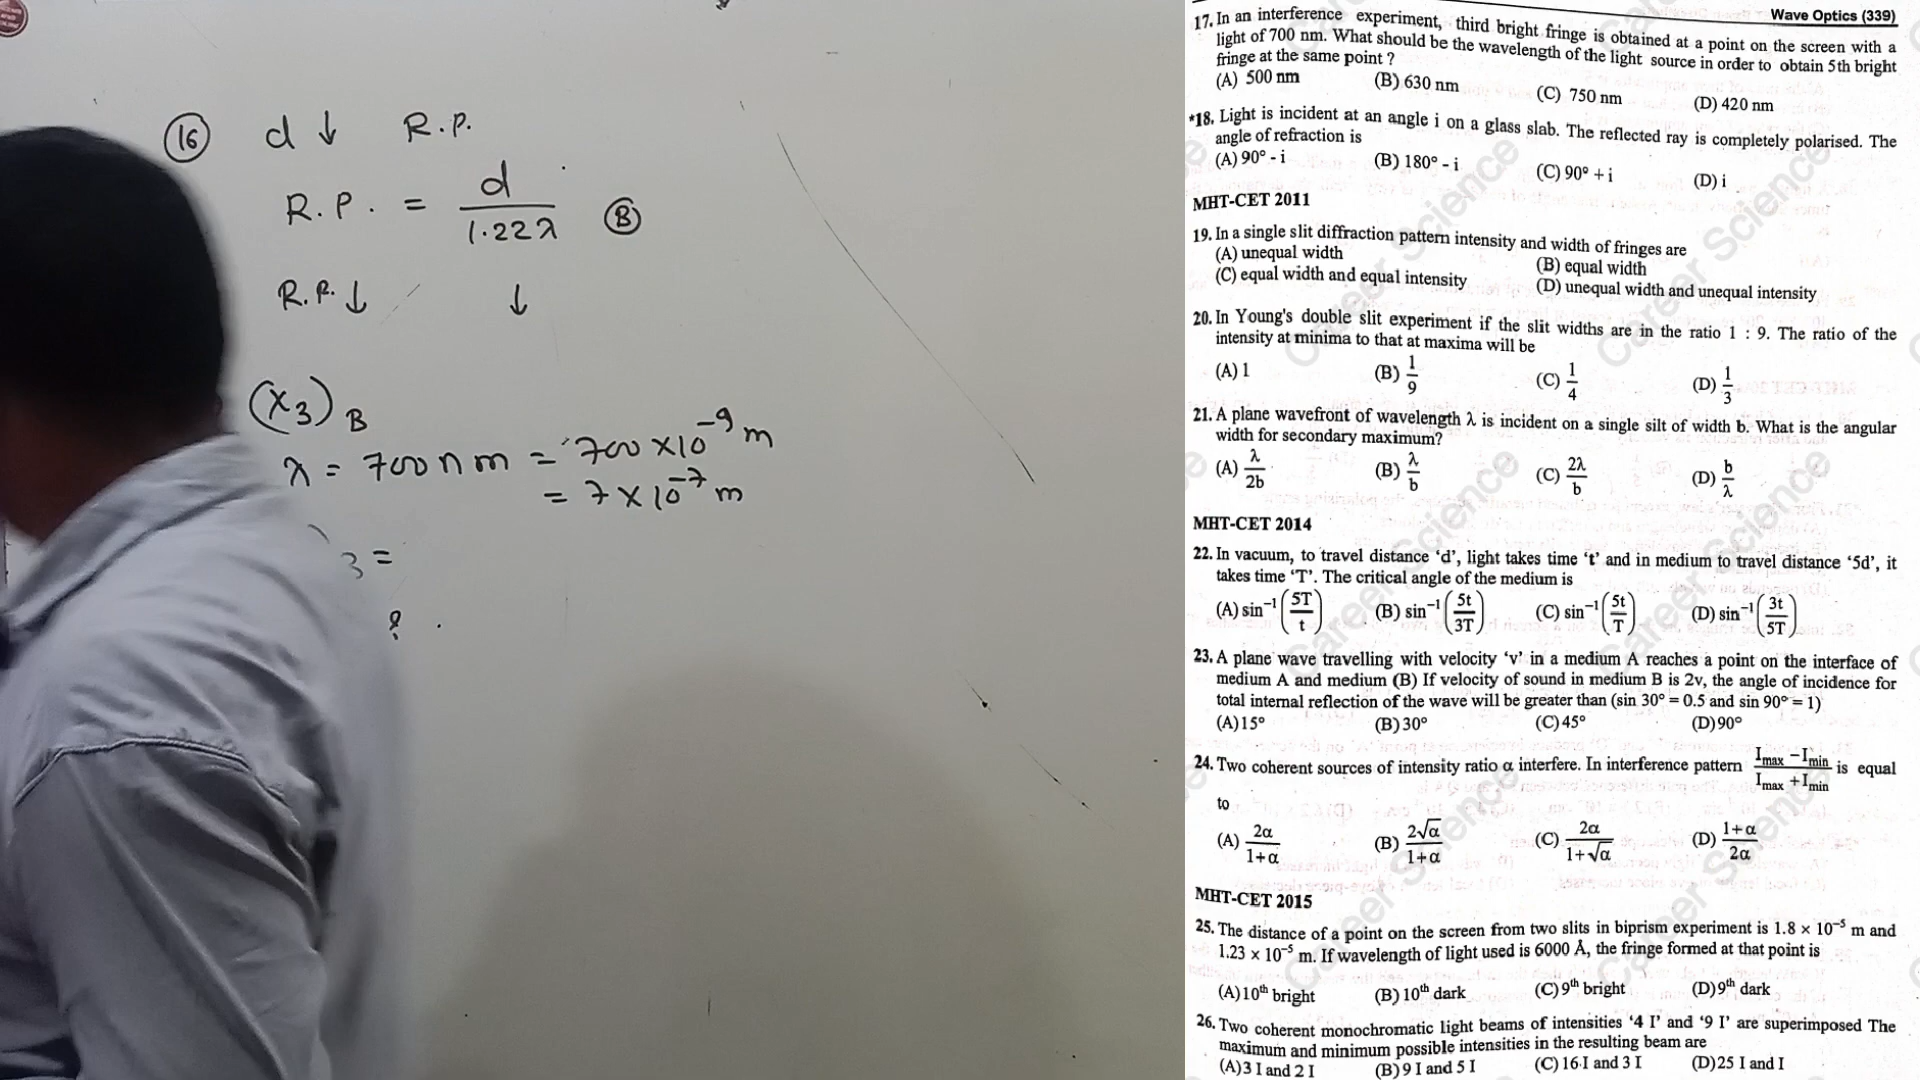 (16) d ↓ R.P.
R.P. = d / 1.22λ (B)
R.P. ↓ ↓
(X3)B
λ = 700 nm = 700 × 10⁻⁹ m
= 7 × 10⁻⁷ m
3 =
?
Wave Optics (339)
17. In an interference experiment, third bright fringe is obtained at a point on the screen with a
light of 700 nm. What should be the wavelength of the light source in order to obtain 5th bright
fringe at the same point ?
(A) 500 nm (B) 630 nm (C) 750 nm (D) 420 nm
*18. Light is incident at an angle i on a glass slab. The reflected ray is completely polarised. The
angle of refraction is
(A) 90° - i (B) 180° - i (C) 90° + i (D) i
MHT-CET 2011
19. In a single slit diffraction pattern intensity and width of fringes are
(A) unequal width (B) equal width
(C) equal width and equal intensity (D) unequal width and unequal intensity
20. In Young's double slit experiment if the slit widths are in the ratio 1 : 9. The ratio of the
intensity at minima to that at maxima will be
(A) 1 (B) 1/9 (C) 1/4 (D) 1/3
21. A plane wavefront of wavelength λ is incident on a single silt of width b. What is the angular
width for secondary maximum?
(A) λ/2b (B) λ/b (C) 2λ/b (D) b/λ
MHT-CET 2014
22. In vacuum, to travel distance ‘d’, light takes time ‘t’ and in medium to travel distance ‘5d’, it
takes time ‘T’. The critical angle of the medium is
(A) sin⁻¹(5T/t) (B) sin⁻¹(5t/3T) (C) sin⁻¹(5t/T) (D) sin⁻¹(3t/5T)
23. A plane wave travelling with velocity ‘v’ in a medium A reaches a point on the interface of
medium A and medium (B) If velocity of sound in medium B is 2v, the angle of incidence for
total internal reflection of the wave will be greater than (sin 30° = 0.5 and sin 90° = 1)
(A) 15° (B) 30° (C) 45° (D) 90°
24. Two coherent sources of intensity ratio α interfere. In interference pattern (Imax − Imin)/(Imax + Imin) is equal
to
(A) 2α/(1+α) (B) 2√α/(1+α) (C) 2α/(1+√α) (D) (1+α)/2α
MHT-CET 2015
25. The distance of a point on the screen from two slits in biprism experiment is 1.8 × 10⁻⁵ m and
1.23 × 10⁻⁵ m. If wavelength of light used is 6000 Å, the fringe formed at that point is
(A) 10th bright (B) 10th dark (C) 9th bright (D) 9th dark
26. Two coherent monochromatic light beams of intensities ‘4 I’ and ‘9 I’ are superimposed The
maximum and minimum possible intensities in the resulting beam are
(A) 3 I and 2 I (B) 9 I and 5 I (C) 16 I and 3 I (D) 25 I and I
Career Science